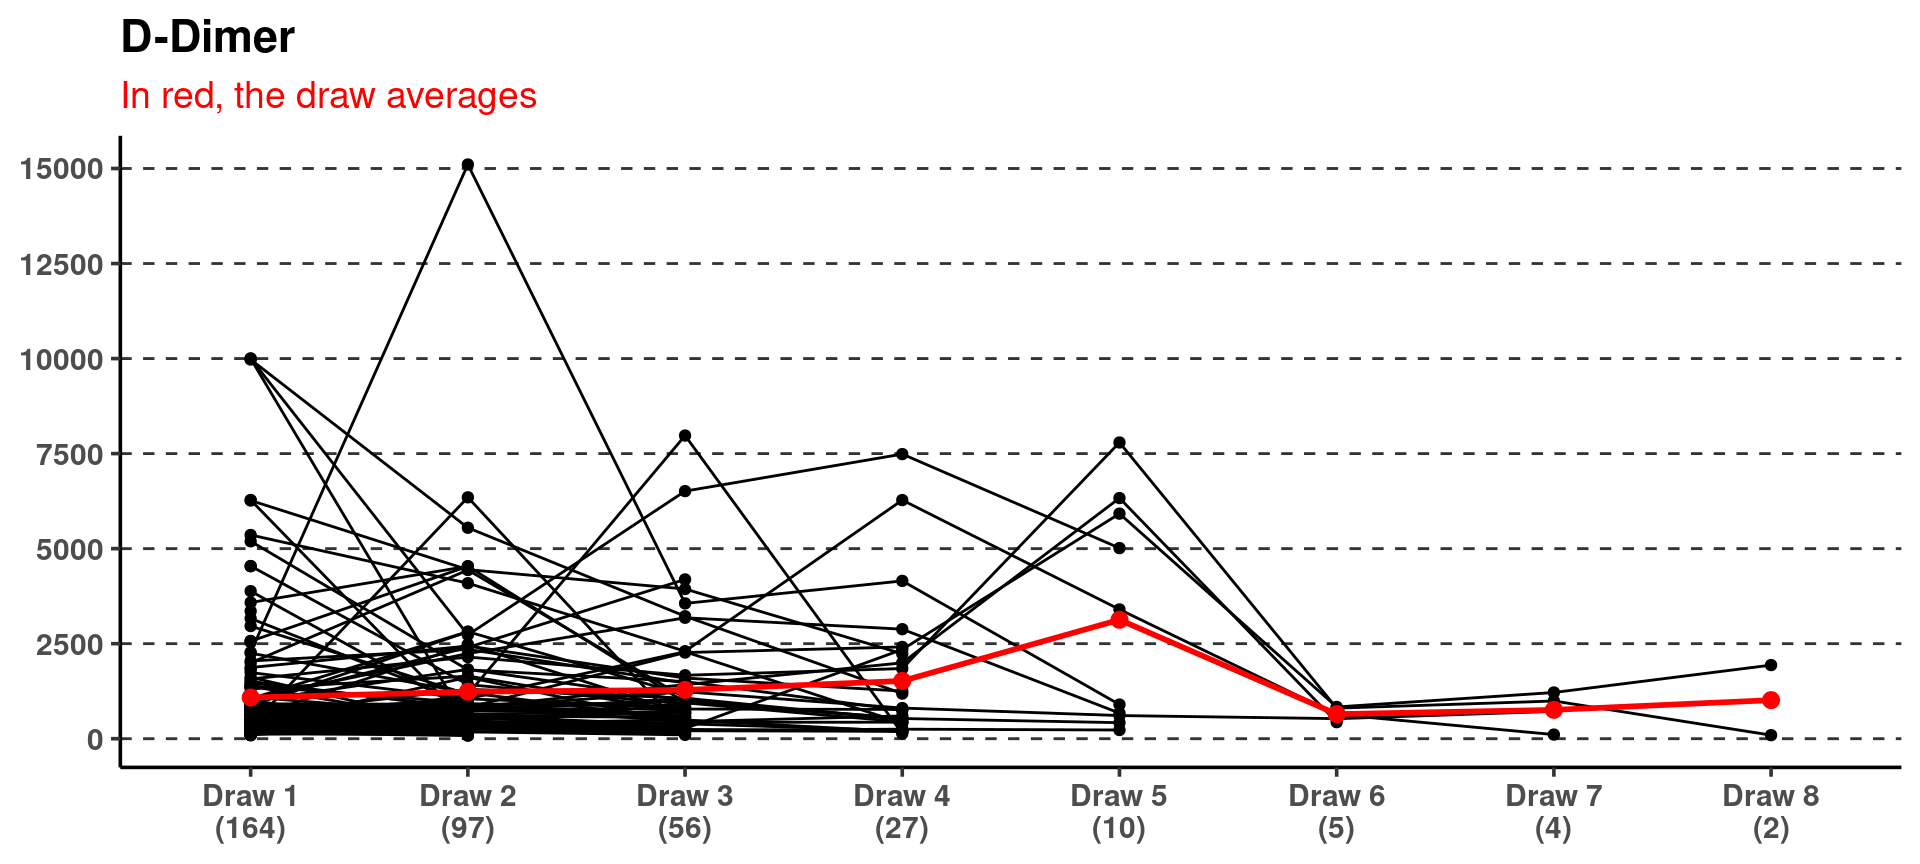 D-Dimer
In red, the draw averages
15000
12500
10000
7500
5000
2500
0
Draw 1 Draw 2 Draw 3 Draw 4 Draw 5 Draw 6 Draw 7 Draw 8
(164) (97) (56) (27) (10) (5) (4) (2)